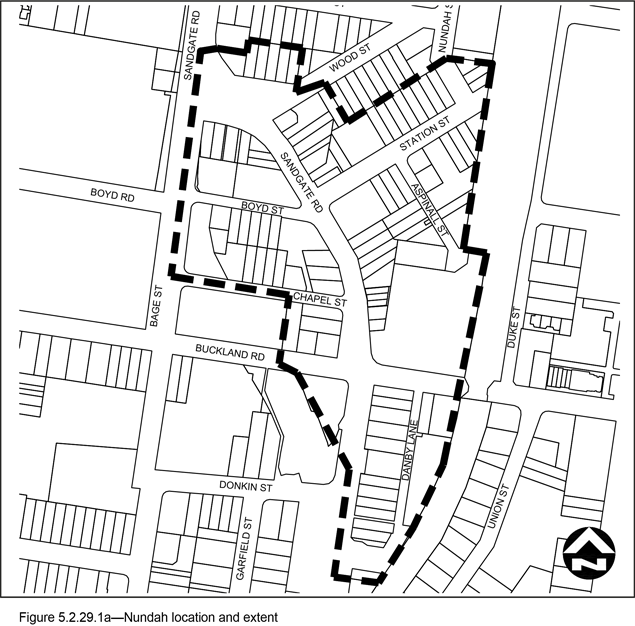 SANDGATE RD
NUNDAH S
WOOD ST
STATION ST
SANDGATE RD
ASPINALL ST
BOYD RD
BOYD ST
BAGE ST
CHAPEL ST
DUKE ST
BUCKLAND RD
DANBY LANE
DONKIN ST
UNION ST
GARFIELD ST
N
Figure 5.2.29.1a—Nundah location and extent